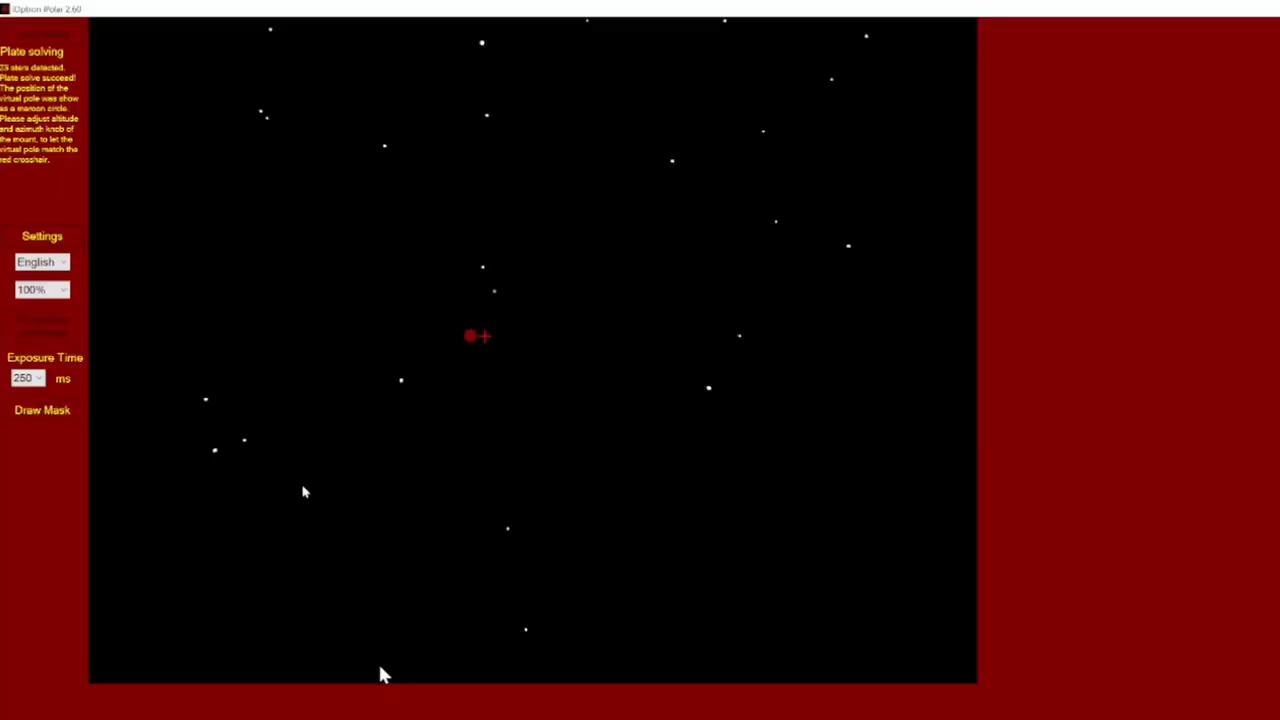 iOptron iPolar 2.60
Plate solving
23 stars detected.
Plate solve succeed!
The position of the
virtual pole was show
as a maroon circle.
Please adjust altitude
and azimuth knob of
the mount, to let the
virtual pole match the
red crosshair.
Settings
English
100%
Exposure Time
250 ms
Draw Mask